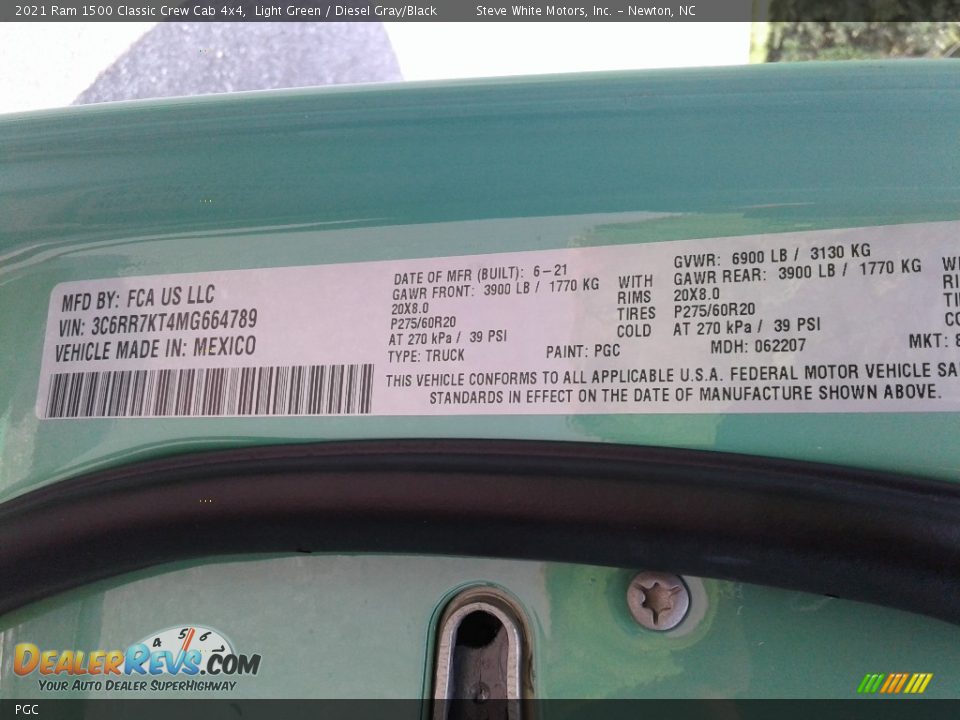 2021 Ram 1500 Classic Crew Cab 4x4,  Light Green / Diesel Gray/Black    Steve White Motors, Inc. - Newton, NC
MFD BY: FCA US LLC
VIN: 3C6RR7KT4MG664789
VEHICLE MADE IN: MEXICO
DATE OF MFR (BUILT): 6-21
GAWR FRONT: 3900 LB / 1770 KG
20X8.0
P275/60R20
AT 270 kPa / 39 PSI
TYPE: TRUCK
PAINT: PGC
WITH
RIMS
TIRES
COLD
GVWR: 6900 LB / 3130 KG
GAWR REAR: 3900 LB / 1770 KG
20X8.0
P275/60R20
AT 270 kPa / 39 PSI
MDH: 062207
MKT:
THIS VEHICLE CONFORMS TO ALL APPLICABLE U.S.A. FEDERAL MOTOR VEHICLE
STANDARDS IN EFFECT ON THE DATE OF MANUFACTURE SHOWN ABOVE.
4 5 6
DEALERREVS.COM
YOUR AUTO DEALER SUPERHIGHWAY
PGC